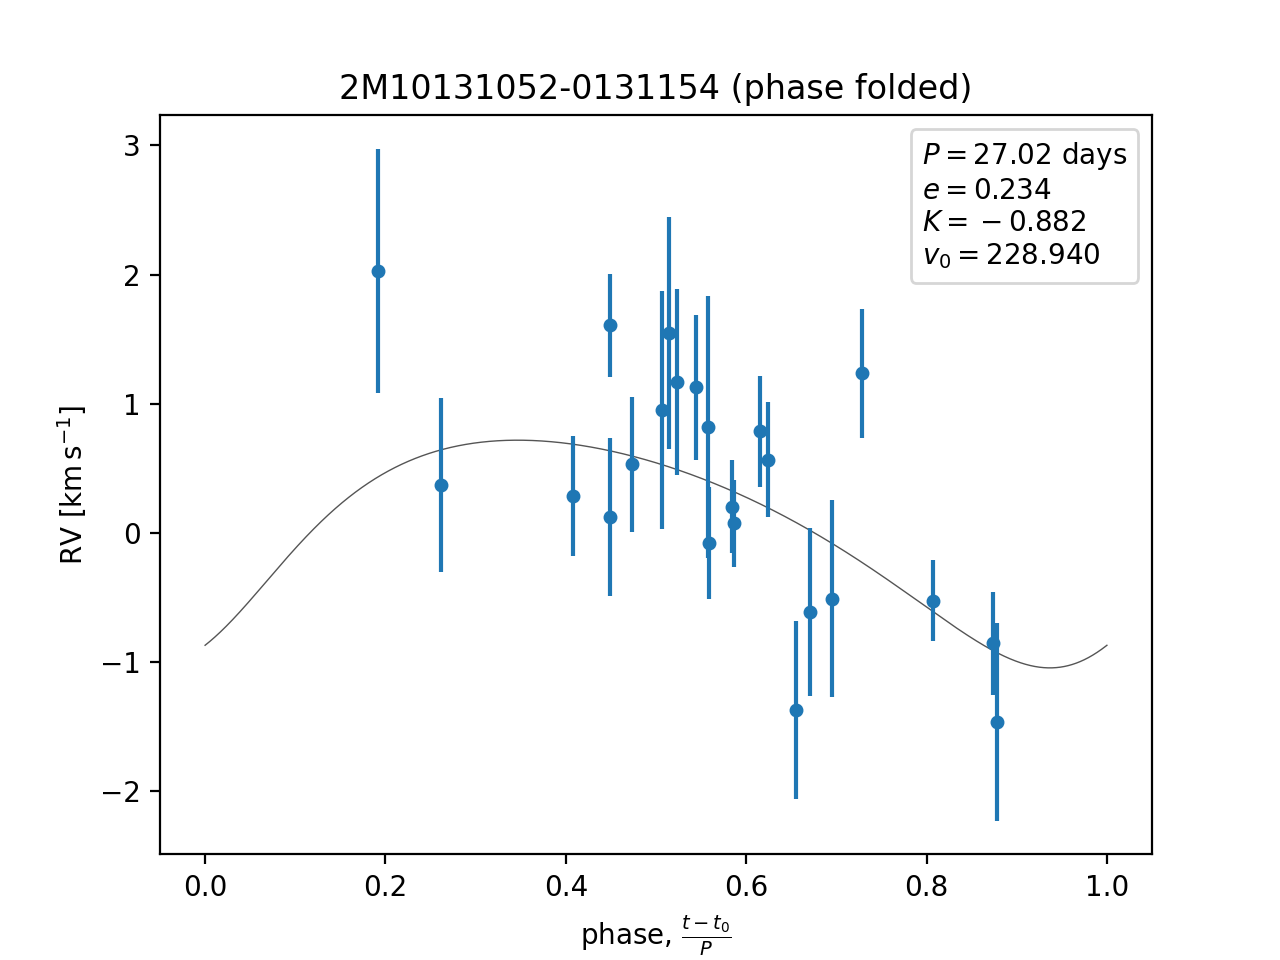 2M10131052-0131154 (phase folded)
P = 27.02 days
e = 0.234
K = −0.882
v₀ = 228.940
3
2
1
0
−1
−2
RV [km s⁻¹]
0.0 0.2 0.4 0.6 0.8 1.0
phase, (t − t₀)/P